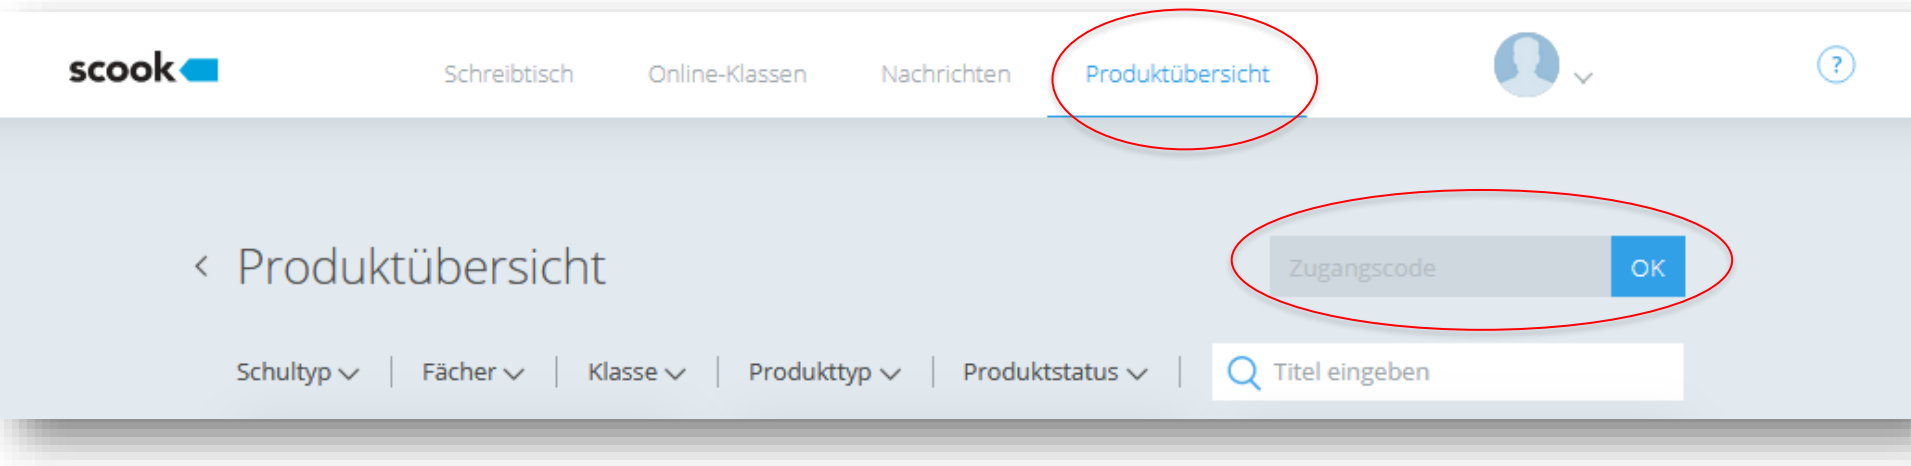 scook
Schreibtisch Online-Klassen Nachrichten Produktübersicht ?
< Produktübersicht
Zugangscode OK
Schultyp | Fächer | Klasse | Produkttyp | Produktstatus | Titel eingeben